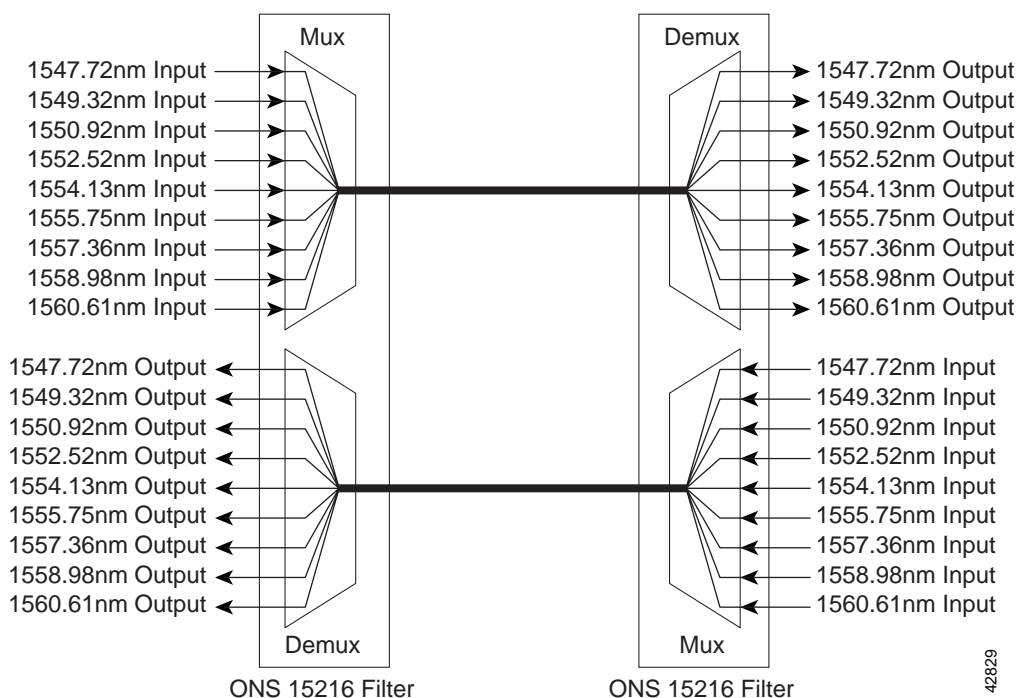 Mux
Demux
1547.72nm Input
1547.72nm Output
1549.32nm Input
1549.32nm Output
1550.92nm Input
1550.92nm Output
1552.52nm Input
1552.52nm Output
1554.13nm Input
1554.13nm Output
1555.75nm Input
1555.75nm Output
1557.36nm Input
1557.36nm Output
1558.98nm Input
1558.98nm Output
1560.61nm Input
1560.61nm Output
1547.72nm Output
1547.72nm Input
1549.32nm Output
1549.32nm Input
1550.92nm Output
1550.92nm Input
1552.52nm Output
1552.52nm Input
1554.13nm Output
1554.13nm Input
1555.75nm Output
1555.75nm Input
1557.36nm Output
1557.36nm Input
1558.98nm Output
1558.98nm Input
1560.61nm Output
1560.61nm Input
Demux
Mux
ONS 15216 Filter
ONS 15216 Filter
42829